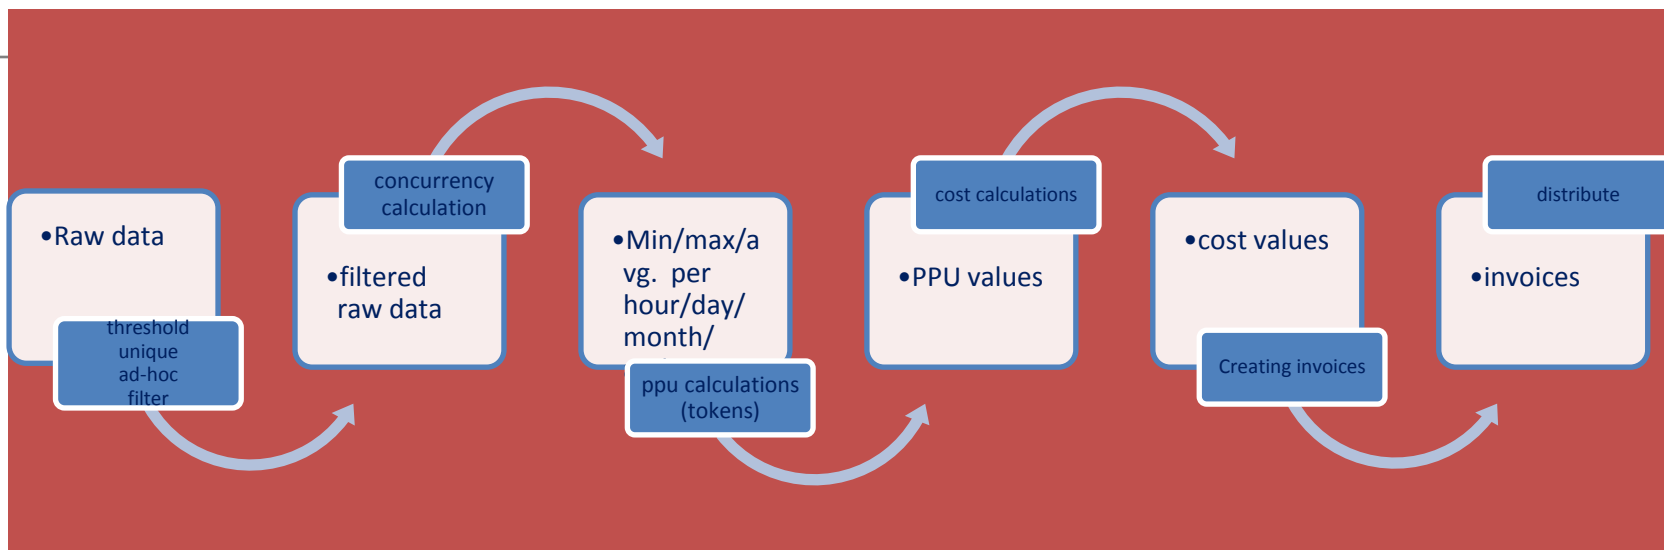 •Raw data
threshold
unique
ad-hoc
filter
•filtered
raw data
concurrency
calculation
•Min/max/a
vg. per
hour/day/
month/
ppu calculations
(tokens)
•PPU values
cost calculations
•cost values
Creating invoices
•invoices
distribute